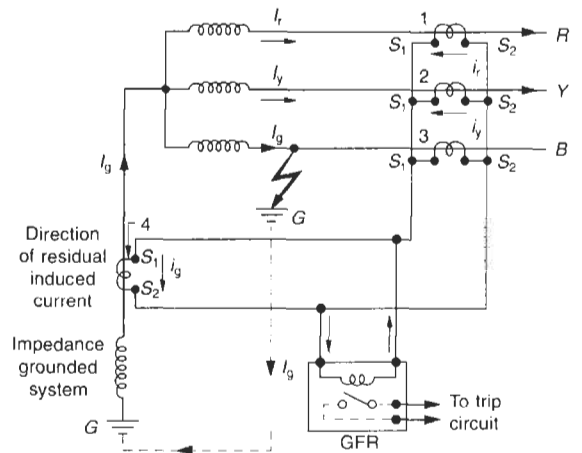 I_r
1
S_1
S_2
R
i_r
I_y
2
S_1
S_2
Y
i_y
I_g
3
S_1
S_2
B
I_g
G
4
Direction
of residual
induced
current
S_1
S_2
i_g
Impedance
grounded
system
I_g
G
To trip
circuit
GFR